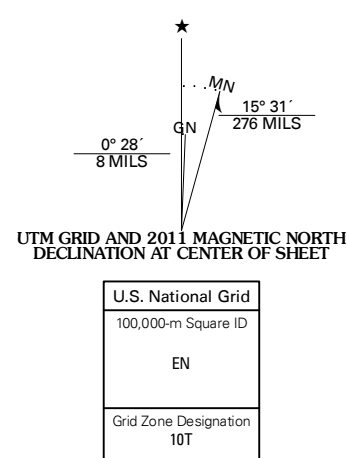 MN
15° 31´
276 MILS
GN
0° 28´
8 MILS
UTM GRID AND 2011 MAGNETIC NORTH
DECLINATION AT CENTER OF SHEET
U.S. National Grid
100,000-m Square ID
EN
Grid Zone Designation
10T